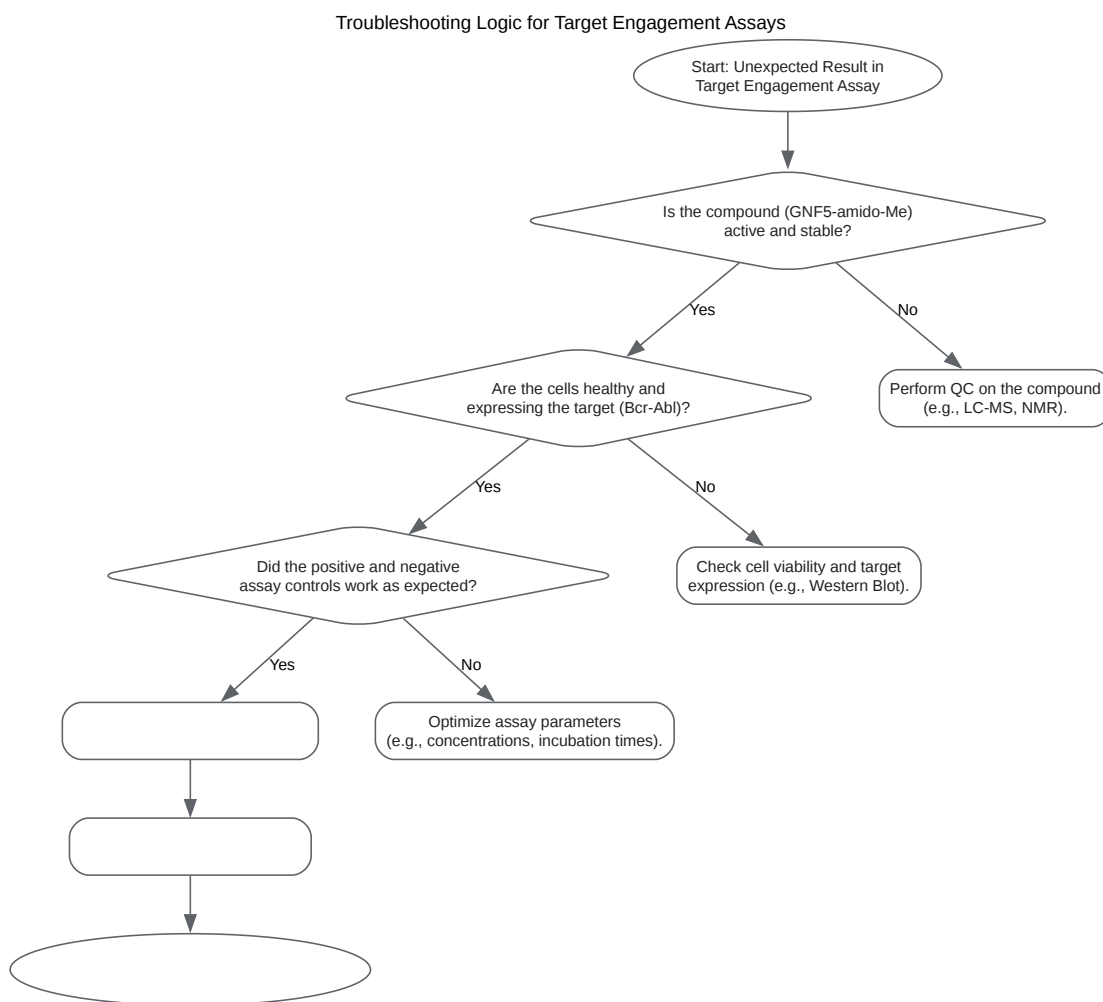 Troubleshooting Logic for Target Engagement Assays
Start: Unexpected Result in
Target Engagement Assay
Is the compound (GNF5-amido-Me)
active and stable?
Yes
No
Are the cells healthy and
expressing the target (Bcr-Abl)?
Perform QC on the compound
(e.g., LC-MS, NMR).
Yes
No
Did the positive and negative
assay controls work as expected?
Check cell viability and target
expression (e.g., Western Blot).
Yes
No
Optimize assay parameters
(e.g., concentrations, incubation times).